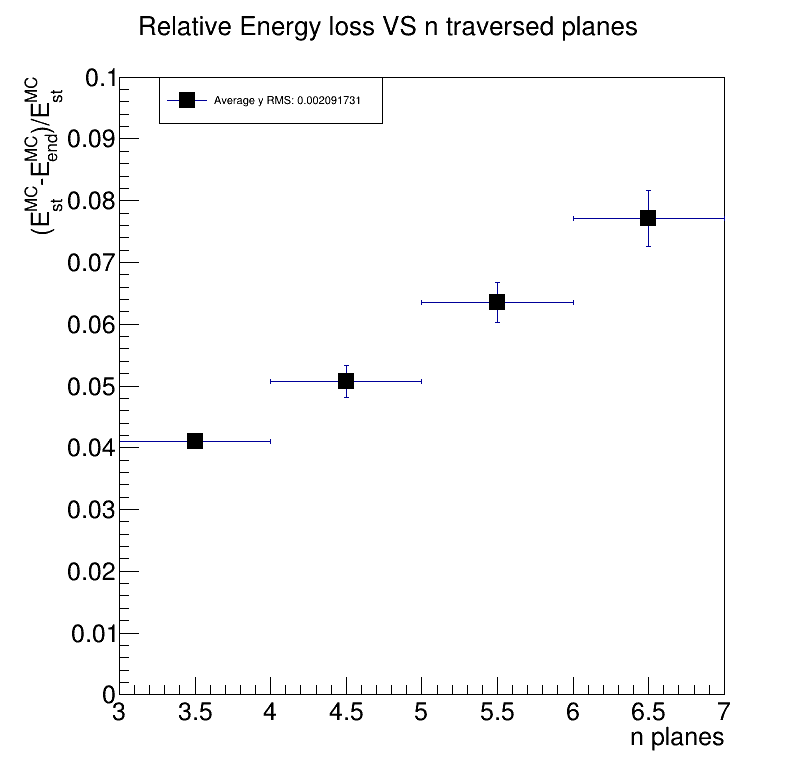 Relative Energy loss VS n traversed planes
(E^MC_st-E^MC_end)/E^MC_st
Average y RMS: 0.002091731
0.1
0.09
0.08
0.07
0.06
0.05
0.04
0.03
0.02
0.01
0
3 3.5 4 4.5 5 5.5 6 6.5 7
n planes